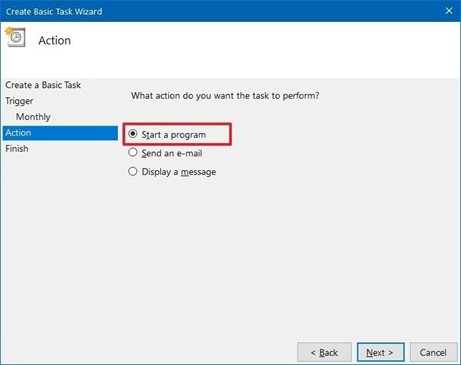 Create Basic Task Wizard
Action
Create a Basic Task
Trigger
Monthly
Action
Finish
What action do you want the task to perform?
Start a program
Send an e-mail
Display a message
< Back
Next >
Cancel